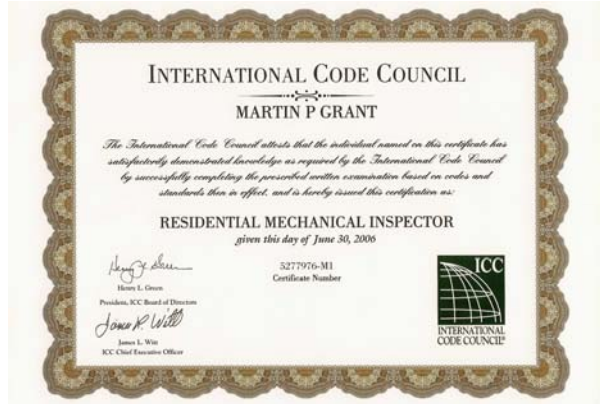 INTERNATIONAL CODE COUNCIL
MARTIN P GRANT
The International Code Council attests that the individual named on this certificate has
satisfactorily demonstrated knowledge as required by the International Code Council
by successfully completing the prescribed written examination based on codes and
standards then in effect, and is hereby issued this certification as:
RESIDENTIAL MECHANICAL INSPECTOR
given this day of June 30, 2006
5277976-M1
Certificate Number
Henry L. Green
President, ICC Board of Directors
James L. Witt
ICC Chief Executive Officer
ICC
INTERNATIONAL
CODE COUNCIL®